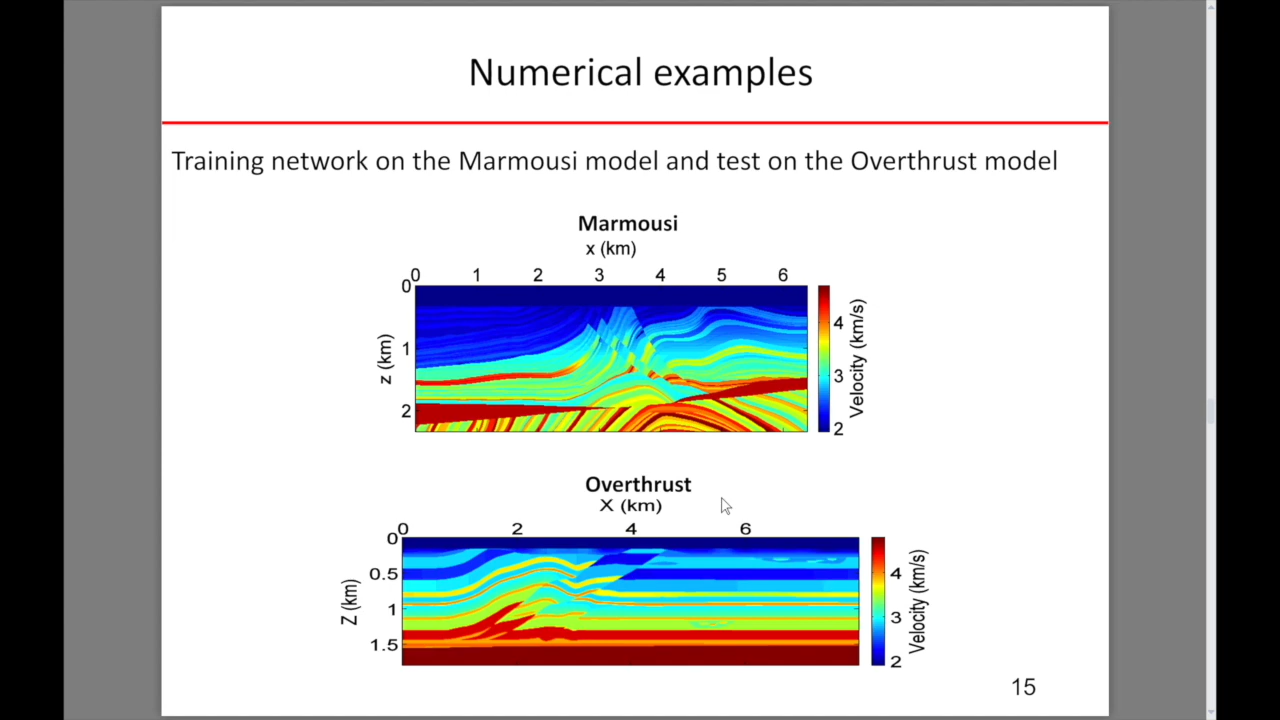 Numerical examples
Training network on the Marmousi model and test on the Overthrust model
Marmousi
x (km)
0 1 2 3 4 5 6
0
1
2
z (km)
4
3
2
Velocity (km/s)
Overthrust
X (km)
0 2 4 6
0
0.5
1
1.5
Z (km)
4
3
2
Velocity (km/s)
15